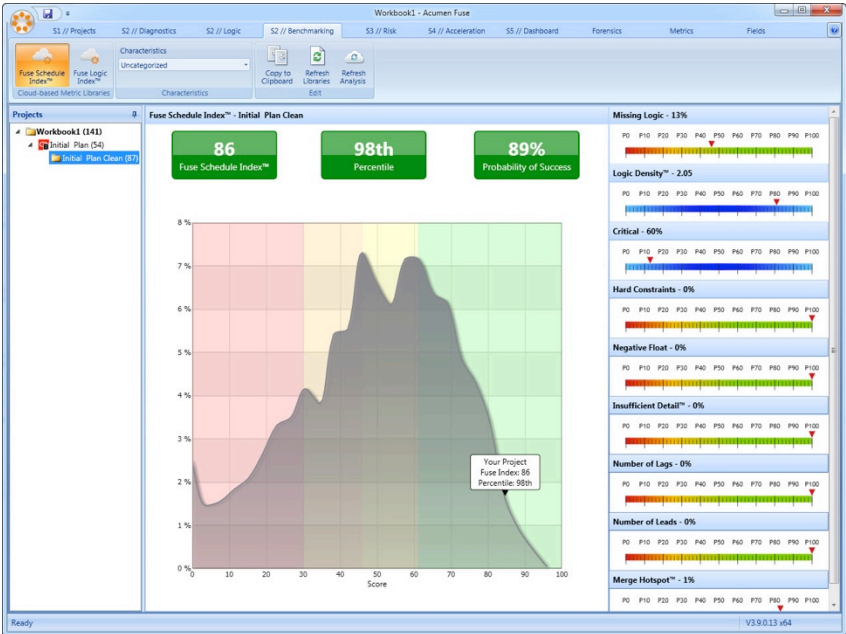 Workbook1 - Acumen Fuse
S1 // Projects S2 // Diagnostics S2 // Logic S2 // Benchmarking S3 // Risk S4 // Acceleration S5 // Dashboard Forensics Metrics Fields
Fuse Schedule Index™
Fuse Logic Index™
Cloud-based Metric Libraries
Characteristics
Uncategorized
Characteristics
Copy to Clipboard
Refresh Libraries
Refresh Analysis
Edit
Projects
Workbook1 (141)
Initial Plan (54)
Initial Plan Clean (87)
Fuse Schedule Index™ - Initial Plan Clean
86
Fuse Schedule Index™
98th
Percentile
89%
Probability of Success
8 %
7 %
6 %
5 %
4 %
3 %
2 %
1 %
0 %
0 10 20 30 40 50 60 70 80 90 100
Score
Your Project
Fuse Index: 86
Percentile: 98th
Missing Logic - 13%
P0 P10 P20 P30 P40 P50 P60 P70 P80 P90 P100
Logic Density™ - 2.05
P0 P10 P20 P30 P40 P50 P60 P70 P80 P90 P100
Critical - 60%
P0 P10 P20 P30 P40 P50 P60 P70 P80 P90 P100
Hard Constraints - 0%
P0 P10 P20 P30 P40 P50 P60 P70 P80 P90 P100
Negative Float - 0%
P0 P10 P20 P30 P40 P50 P60 P70 P80 P90 P100
Insufficient Detail™ - 0%
P0 P10 P20 P30 P40 P50 P60 P70 P80 P90 P100
Number of Lags - 0%
P0 P10 P20 P30 P40 P50 P60 P70 P80 P90 P100
Number of Leads - 0%
P0 P10 P20 P30 P40 P50 P60 P70 P80 P90 P100
Merge Hotspot™ - 1%
P0 P10 P20 P30 P40 P50 P60 P70 P80 P90 P100
Ready
V3.9.0.13 x64